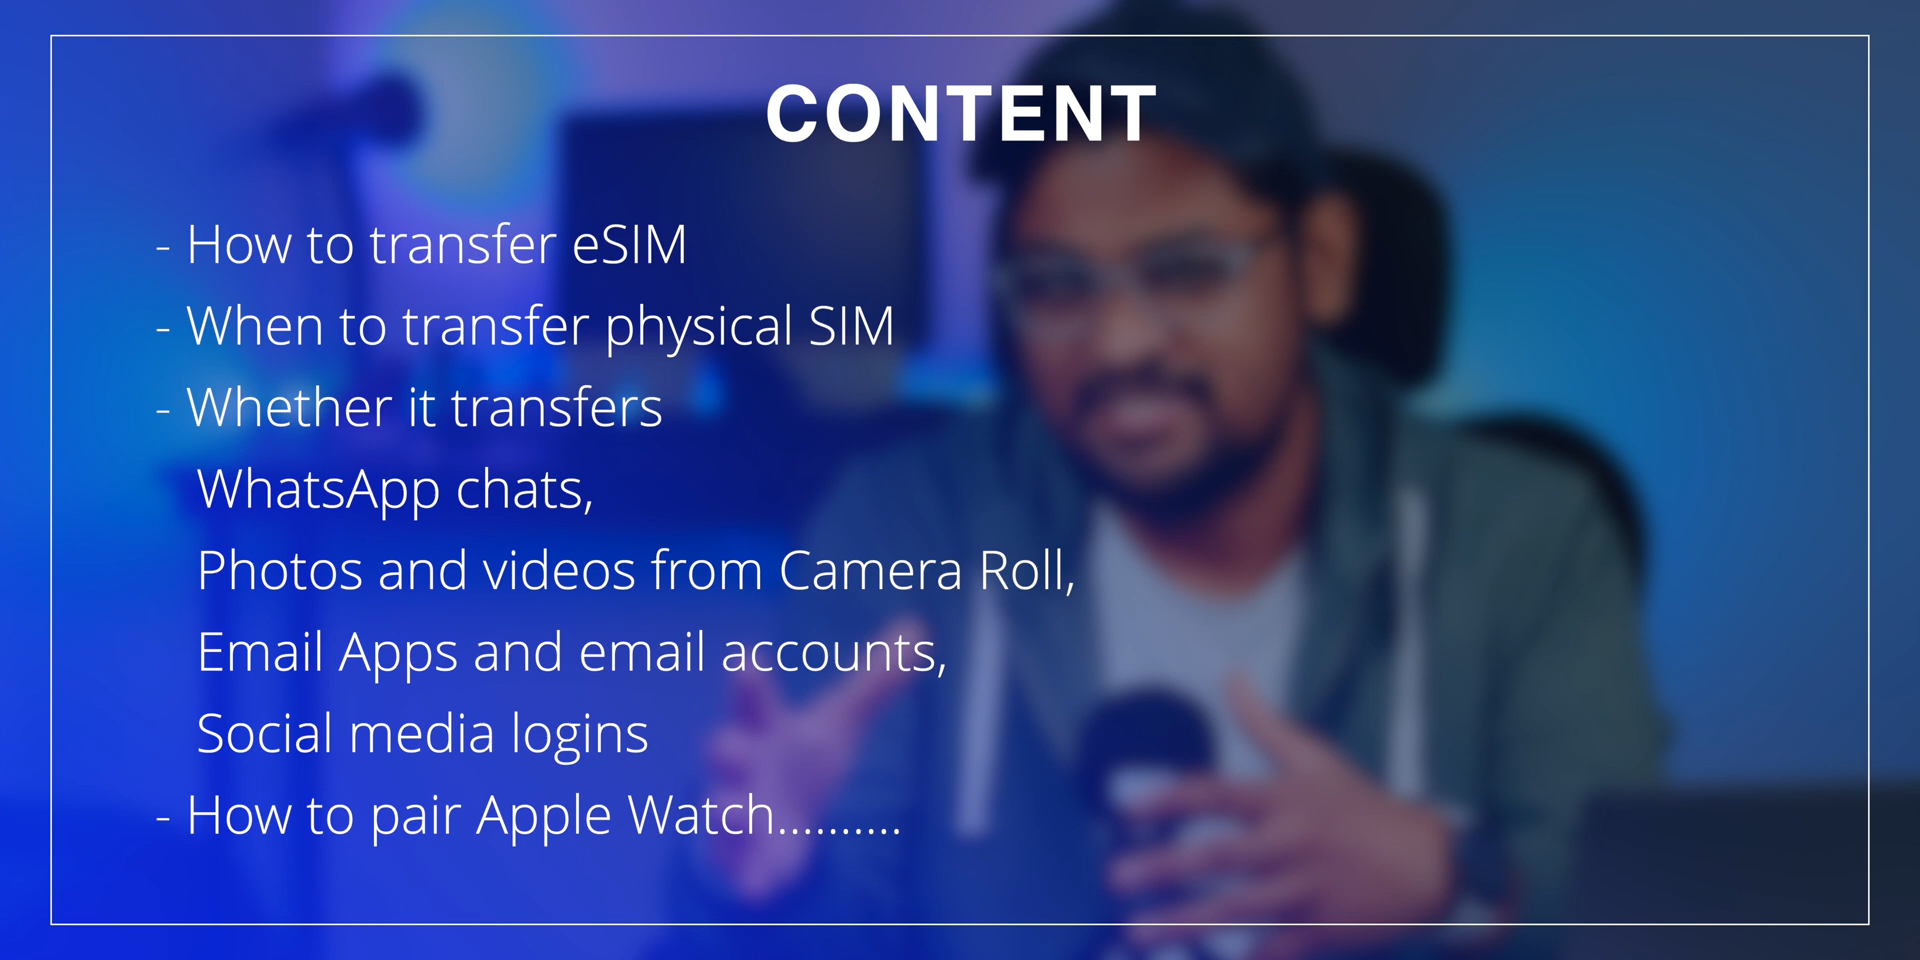 CONTENT
- How to transfer eSIM
- When to transfer physical SIM
- Whether it transfers
WhatsApp chats,
Photos and videos from Camera Roll,
Email Apps and email accounts,
Social media logins
- How to pair Apple Watch..........